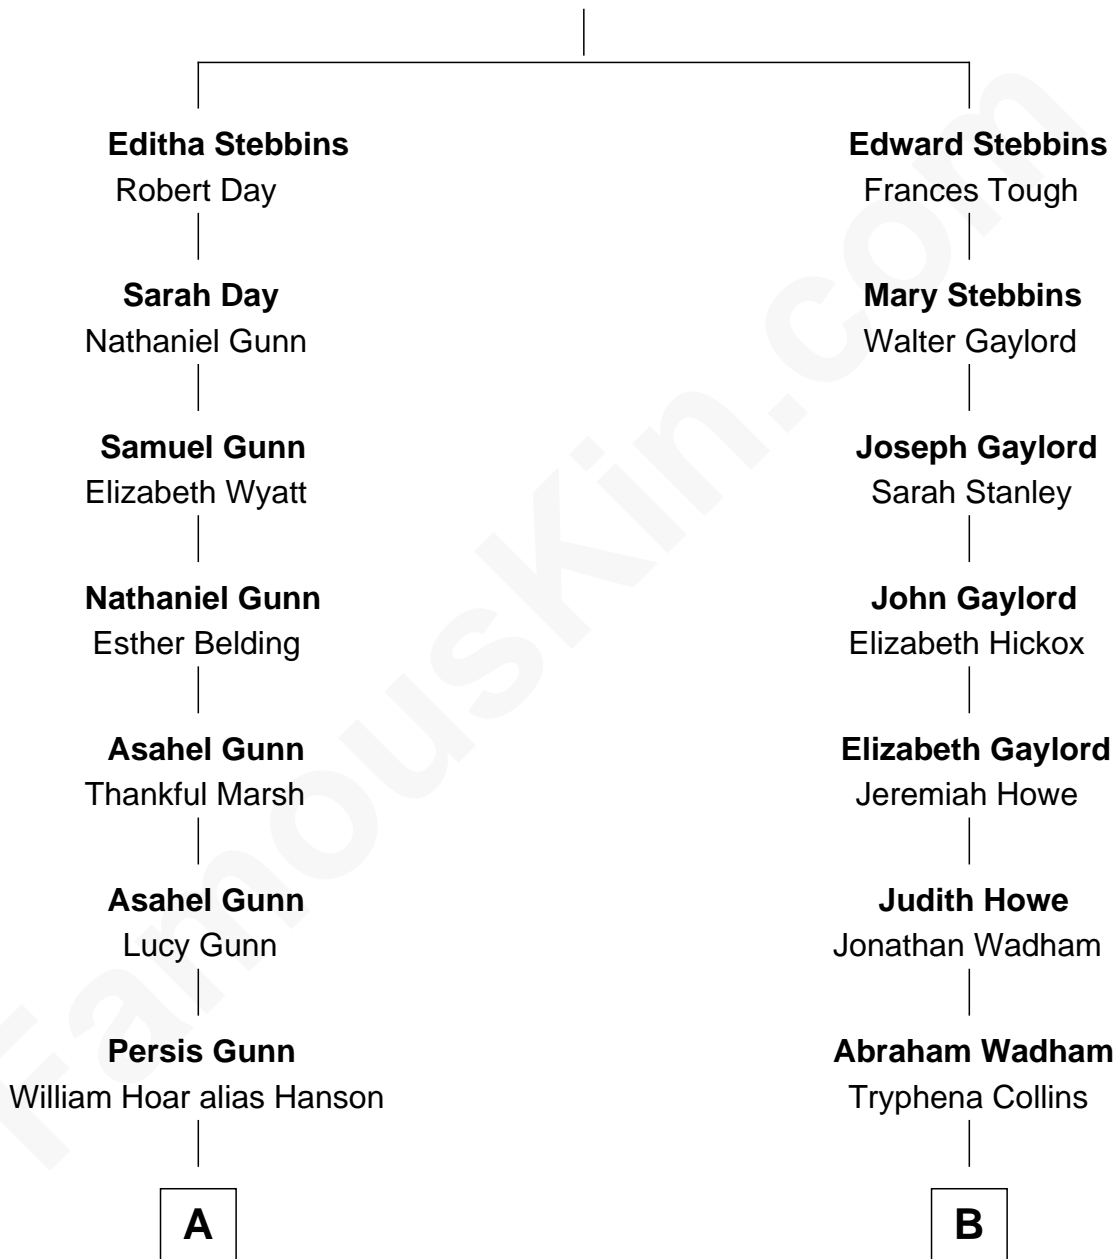 Editha Stebbins
Robert Day
Sarah Day
Nathaniel Gunn
Samuel Gunn
Elizabeth Wyatt
Nathaniel Gunn
Esther Belding
Asahel Gunn
Thankful Marsh
Asahel Gunn
Lucy Gunn
Persis Gunn
William Hoar alias Hanson
A
Edward Stebbins
Frances Tough
Mary Stebbins
Walter Gaylord
Joseph Gaylord
Sarah Stanley
John Gaylord
Elizabeth Hickox
Elizabeth Gaylord
Jeremiah Howe
Judith Howe
Jonathan Wadham
Abraham Wadham
Tryphena Collins
B
FamousKin.com